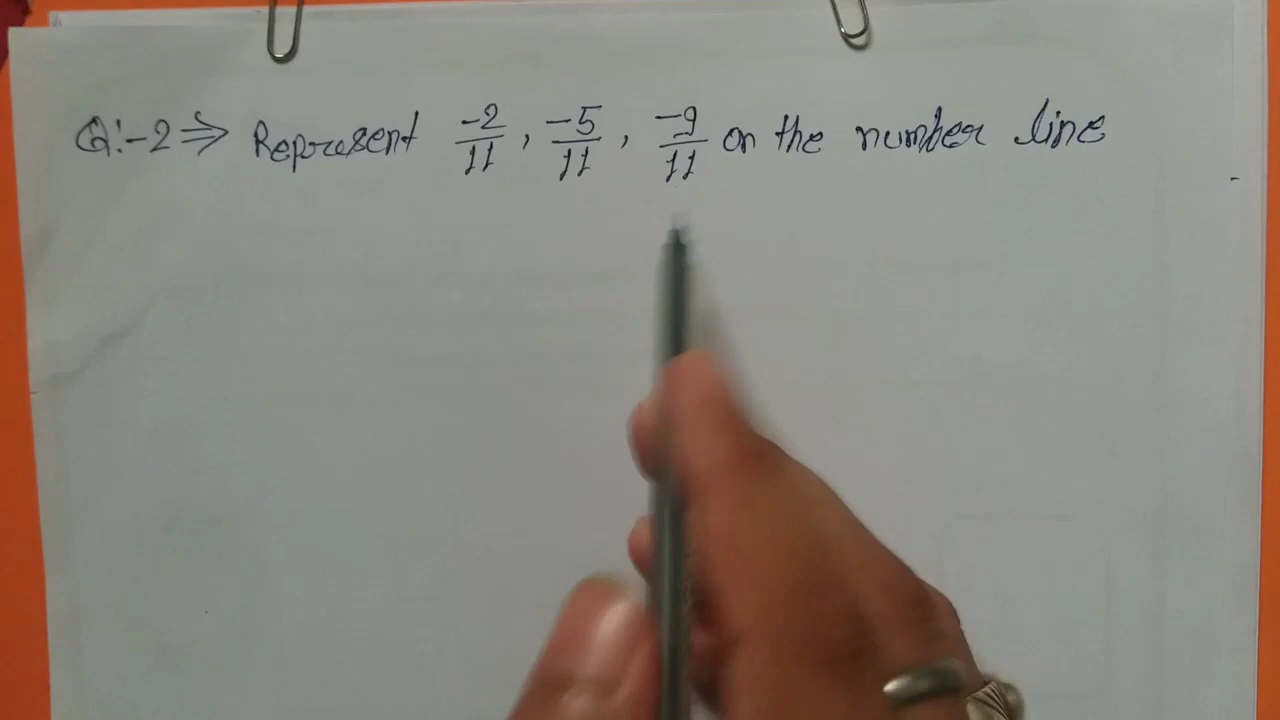 Q:-2⇒ Represent -2/11, -5/11, -9/11 on the number line